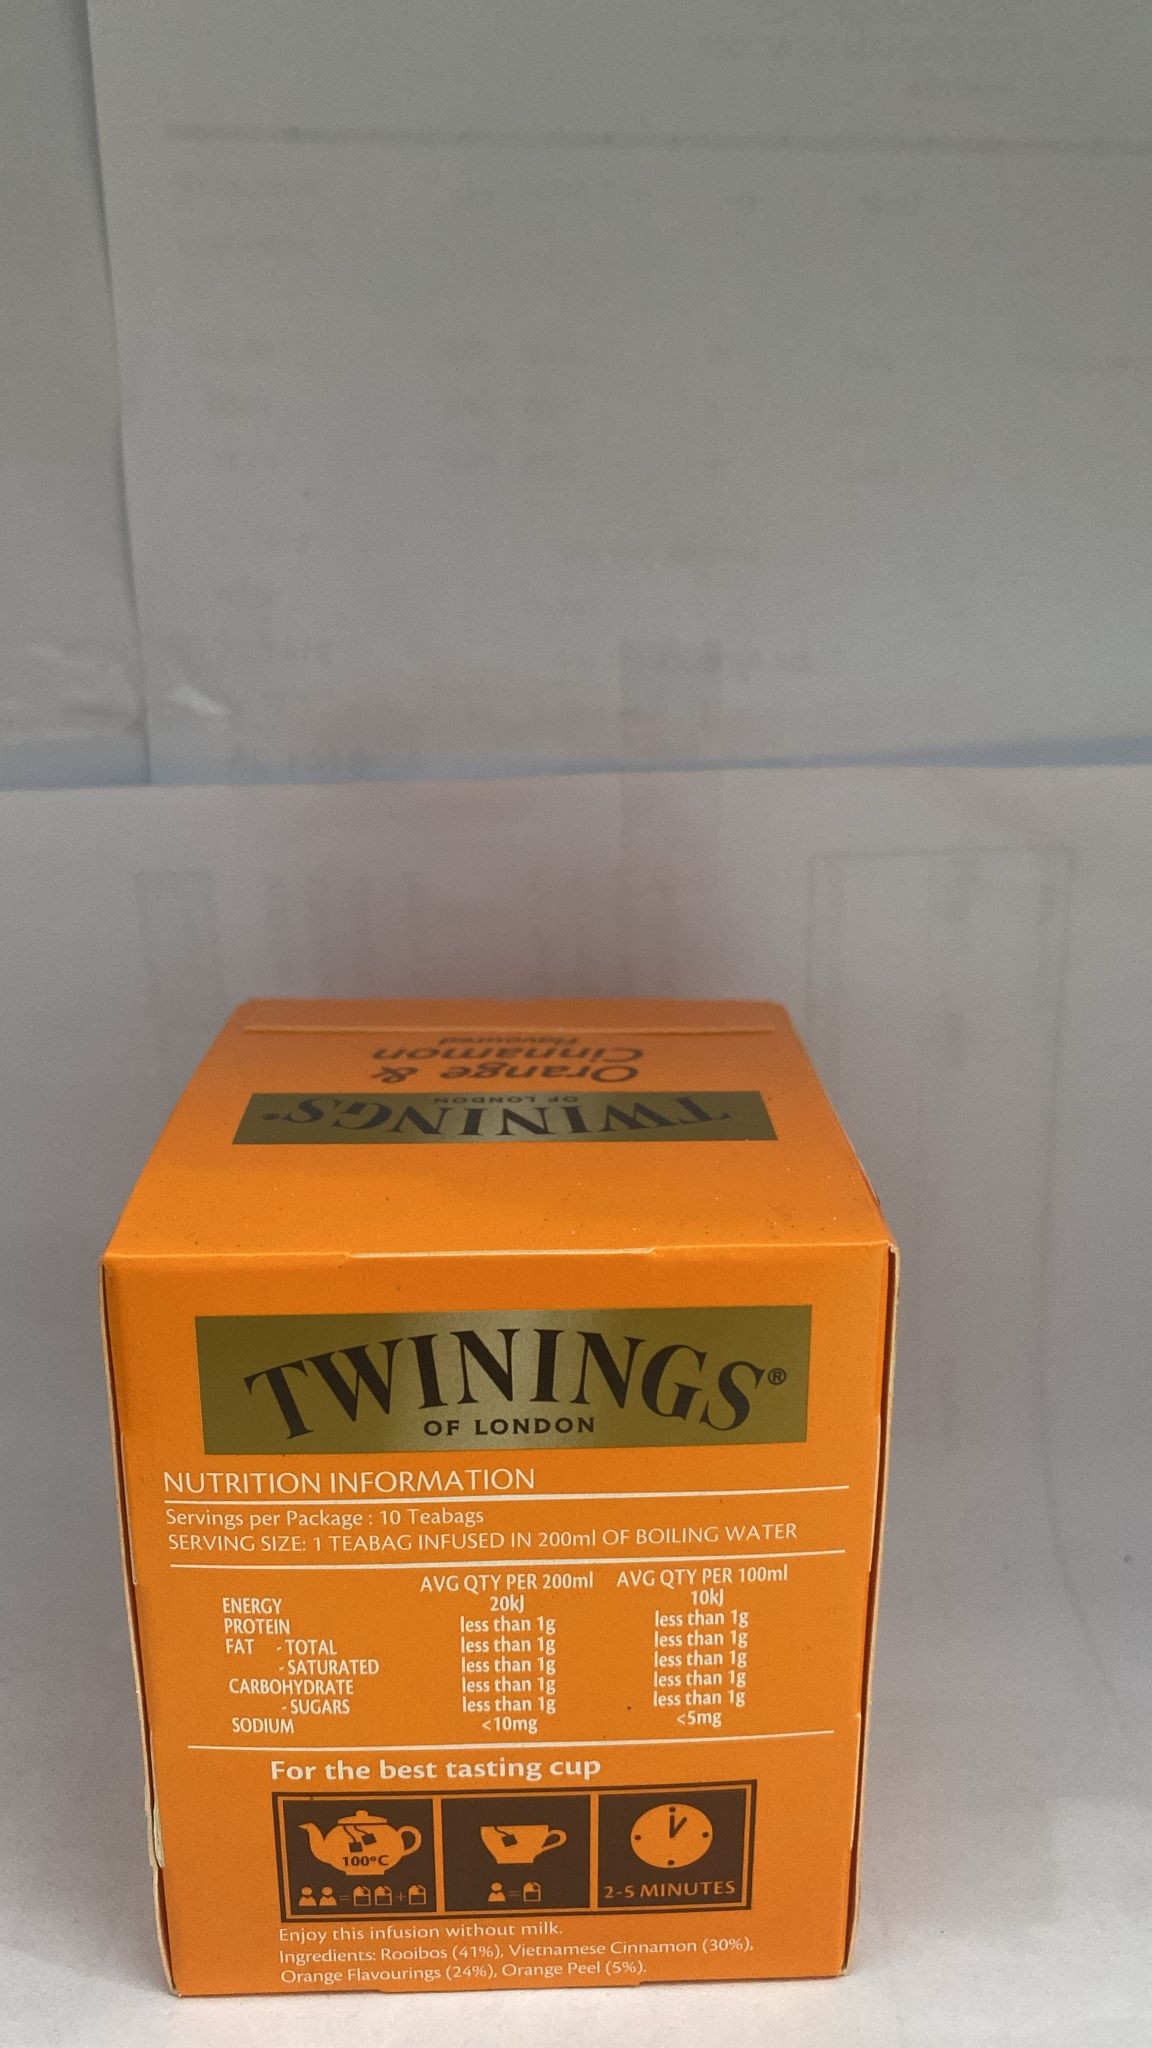 Orange &
Cinnamon
Flavoured
TWININGS®
OF LONDON
TWININGS®
OF LONDON
NUTRITION INFORMATION
Servings per Package : 10 Teabags
SERVING SIZE: 1 TEABAG INFUSED IN 200ml OF BOILING WATER
AVG QTY PER 200ml AVG QTY PER 100ml
ENERGY 20kJ 10kJ
PROTEIN less than 1g less than 1g
FAT - TOTAL less than 1g less than 1g
- SATURATED less than 1g less than 1g
CARBOHYDRATE less than 1g less than 1g
- SUGARS less than 1g less than 1g
SODIUM <10mg <5mg
For the best tasting cup
100°C
2-5 MINUTES
Enjoy this infusion without milk.
Ingredients: Rooibos (41%), Vietnamese Cinnamon (30%),
Orange Flavourings (24%), Orange Peel (5%).